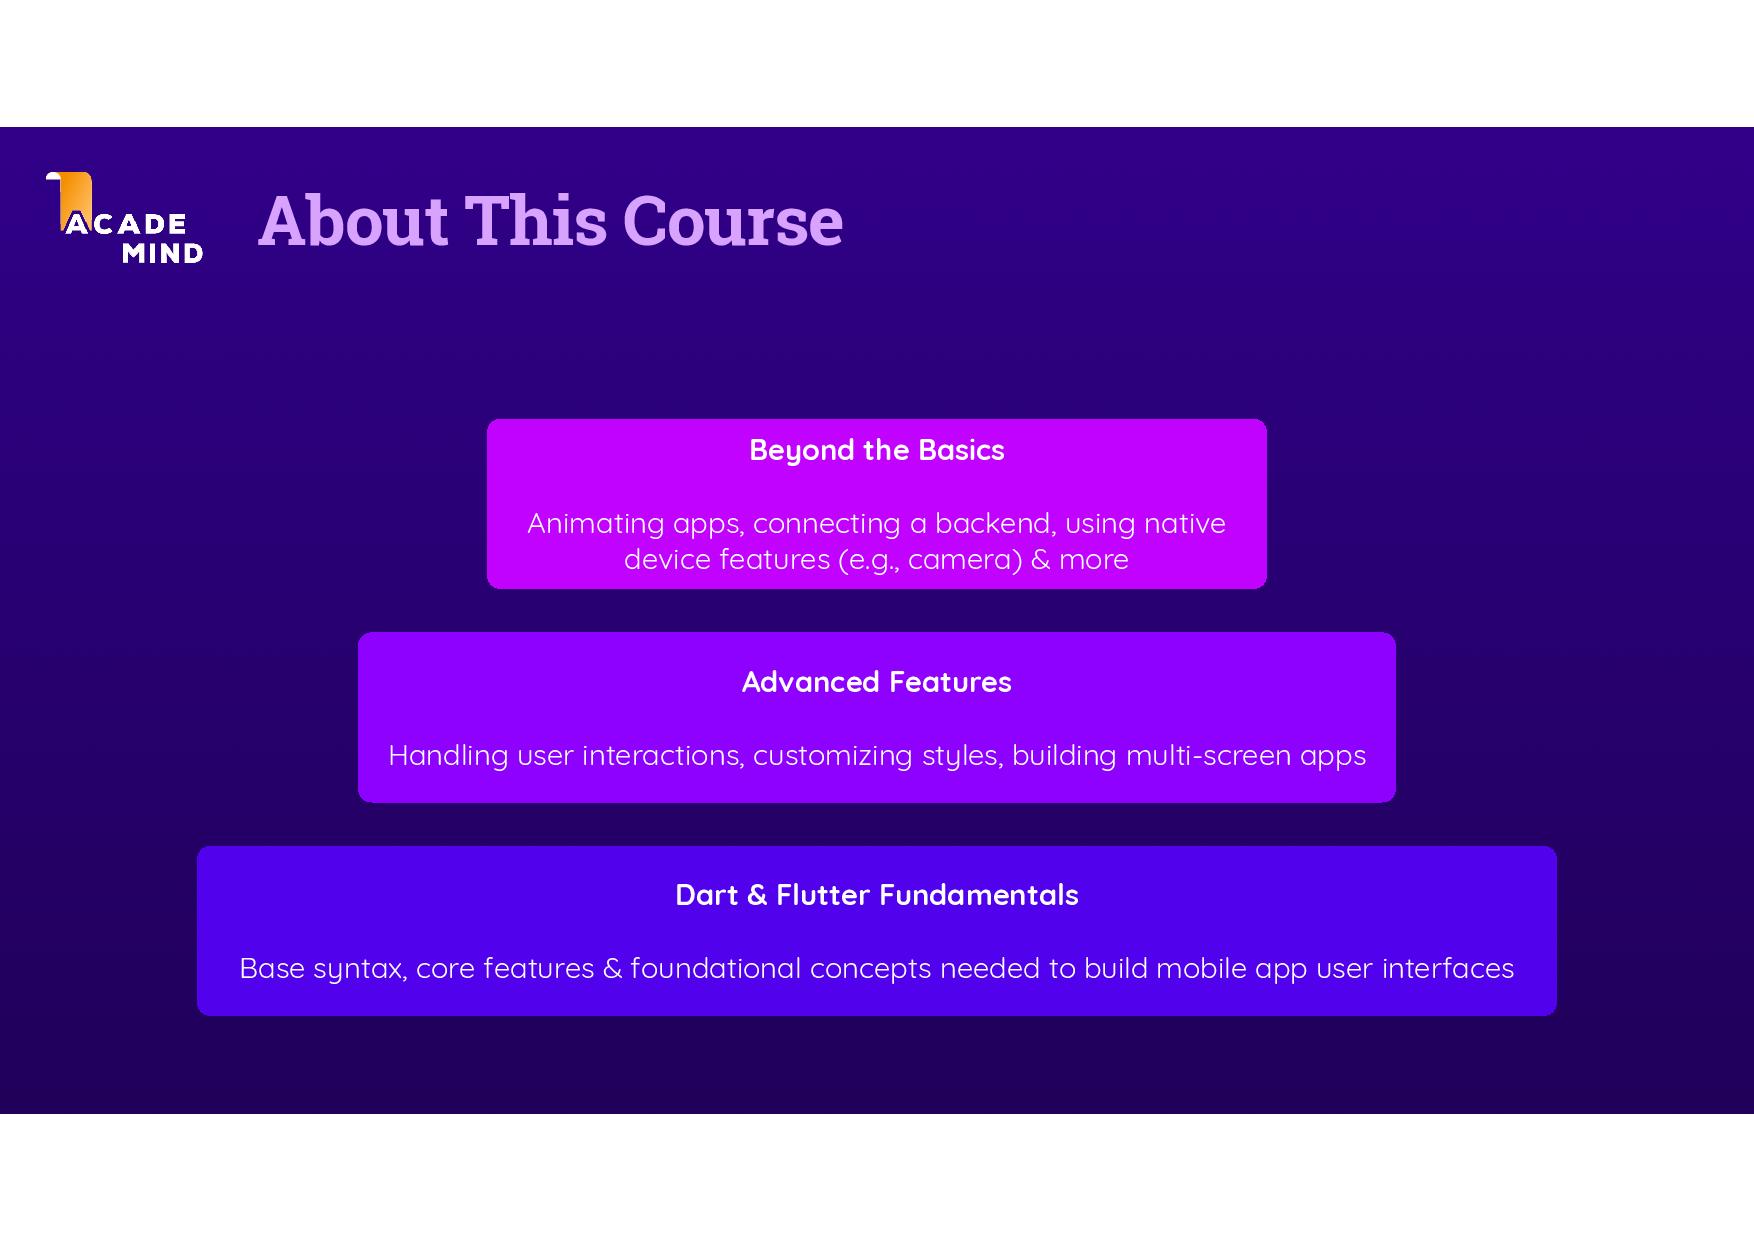 ACADE
MIND
About This Course
Beyond the Basics
Animating apps, connecting a backend, using native
device features (e.g., camera) & more
Advanced Features
Handling user interactions, customizing styles, building multi-screen apps
Dart & Flutter Fundamentals
Base syntax, core features & foundational concepts needed to build mobile app user interfaces